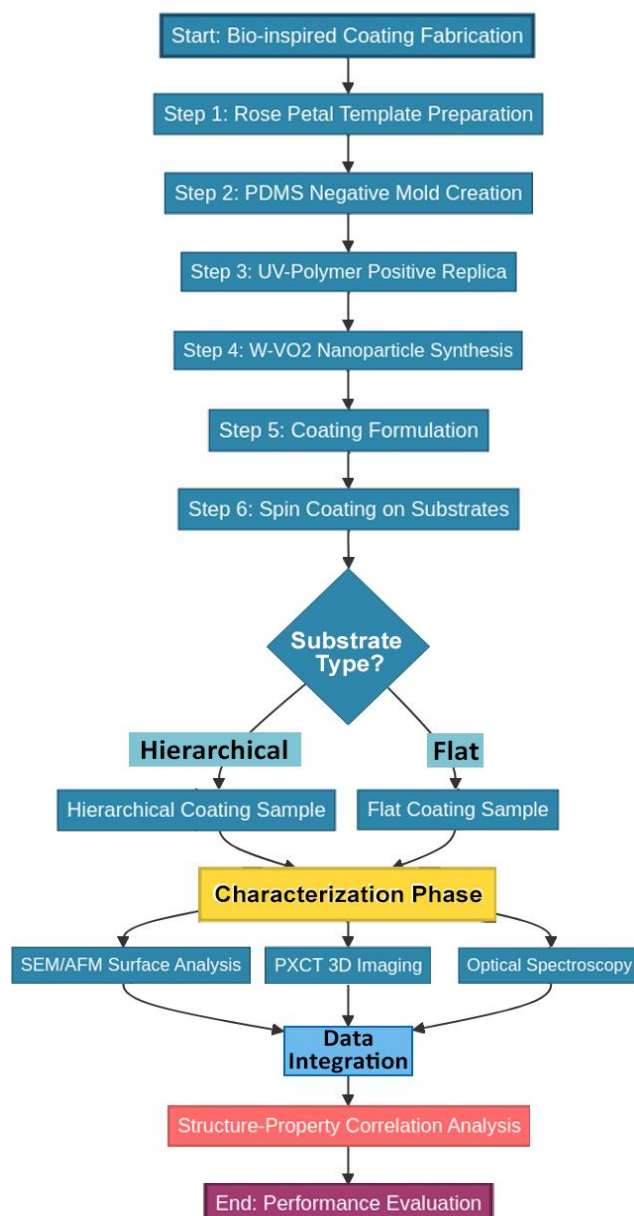 Start: Bio-inspired Coating Fabrication
Step 1: Rose Petal Template Preparation
Step 2: PDMS Negative Mold Creation
Step 3: UV-Polymer Positive Replica
Step 4: W-VO2 Nanoparticle Synthesis
Step 5: Coating Formulation
Step 6: Spin Coating on Substrates
Substrate
Type?
Hierarchical
Flat
Hierarchical Coating Sample
Flat Coating Sample
Characterization Phase
SEM/AFM Surface Analysis
PXCT 3D Imaging
Optical Spectroscopy
Data
Integration
Structure-Property Correlation Analysis
End: Performance Evaluation